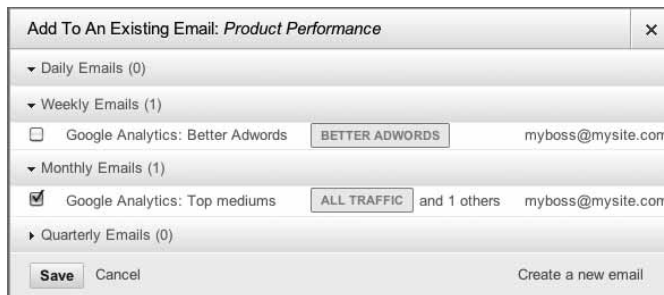 Add To An Existing Email: Product Performance
Daily Emails (0)
Weekly Emails (1)
Google Analytics: Better Adwords BETTER ADWORDS myboss@mysite.com
Monthly Emails (1)
Google Analytics: Top mediums ALL TRAFFIC and 1 others myboss@mysite.com
Quarterly Emails (0)
Save Cancel Create a new email